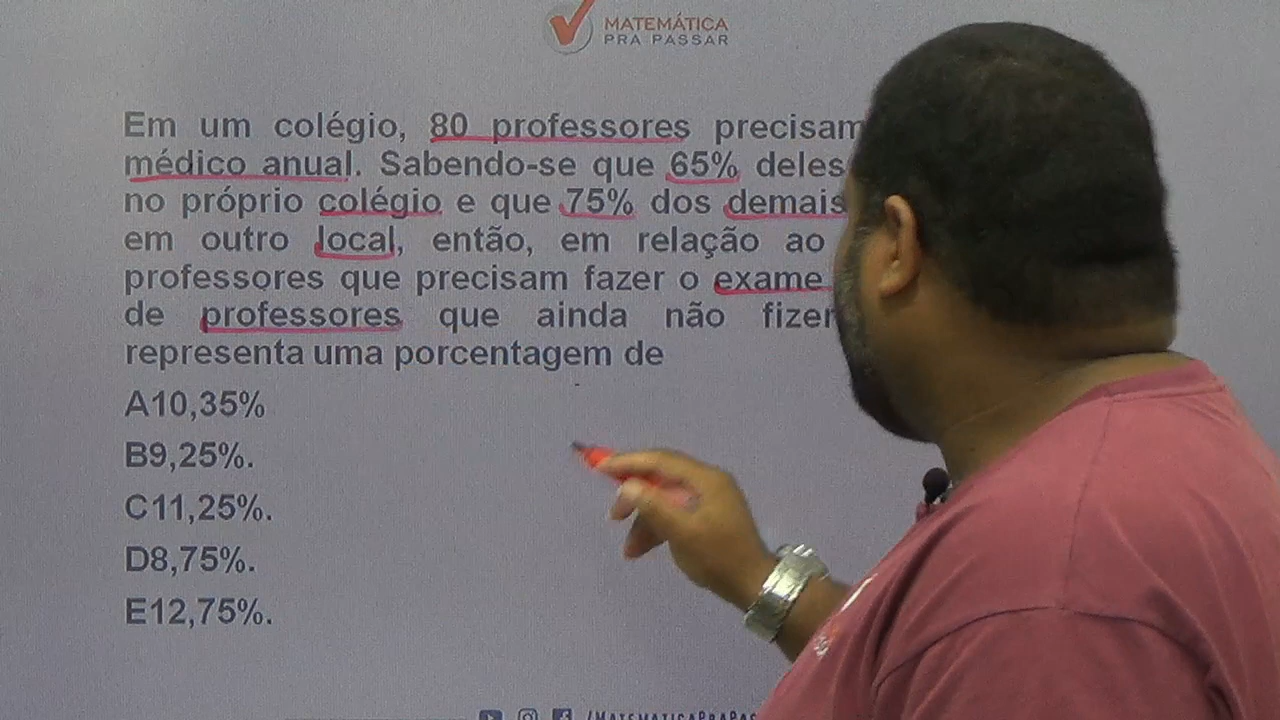 MATEMÁTICA
PRA PASSAR
Em um colégio, 80 professores precisam
médico anual. Sabendo-se que 65% deles
no próprio colégio e que 75% dos demais
em outro local, então, em relação ao
professores que precisam fazer o exame
de professores que ainda não fizer
representa uma porcentagem de
A10,35%
B9,25%.
C11,25%.
D8,75%.
E12,75%.
/MATEMATICAPRAPAS